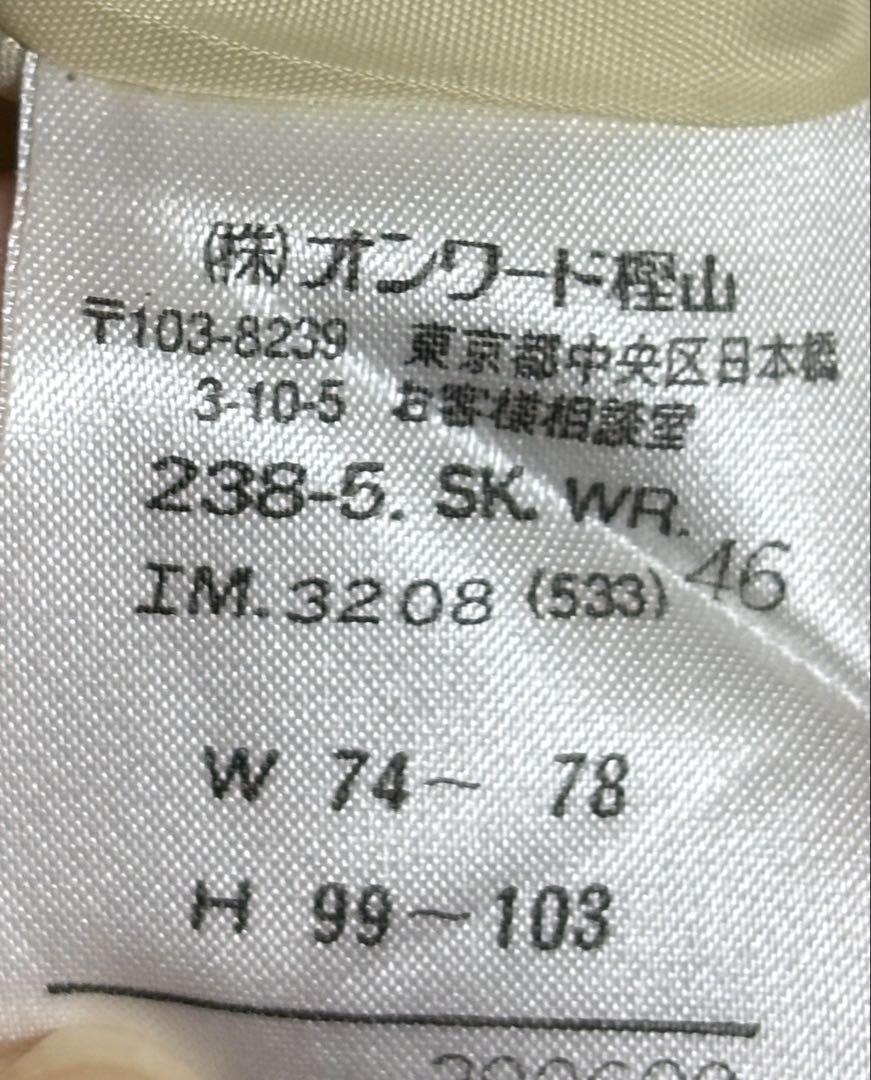 (株)オンワード樫山
〒103-8239 東京都中央区日本橋
3-10-5 お客様相談室
238-5. SK. WR.
IM.3208 (533) 46
W 74～ 78
H 99～103